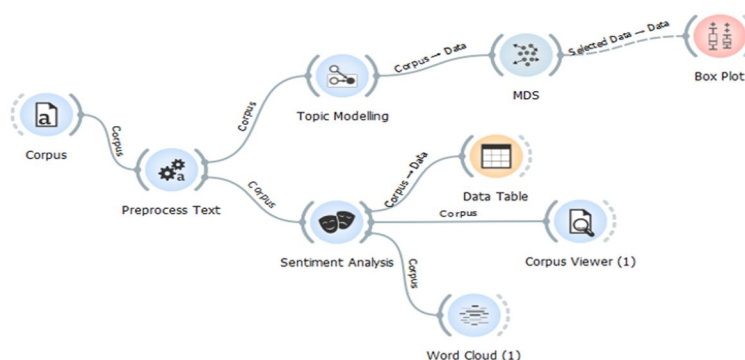 Corpus → Data
Selected Data → Data
Box Plot
MDS
Corpus
Topic Modelling
a
Corpus
Corpus
a
Preprocess Text
Corpus
Corpus → Data
Data Table
Sentiment Analysis
Corpus
Corpus Viewer (1)
Corpus
Word Cloud (1)